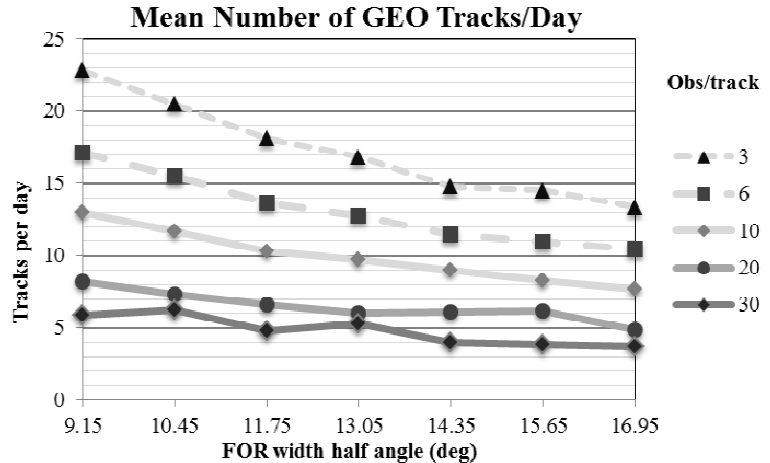 Mean Number of GEO Tracks/Day
25
20
15
10
5
0
Tracks per day
9.15 10.45 11.75 13.05 14.35 15.65 16.95
FOR width half angle (deg)
Obs/track
3
6
10
20
30